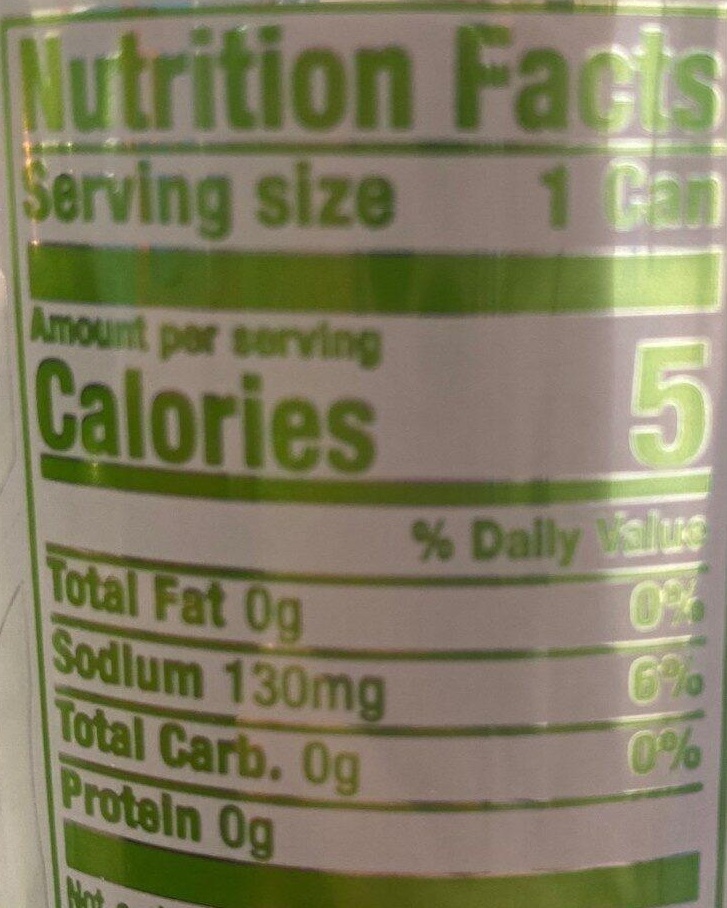 Nutrition Facts
Serving size 1 Can
Amount per serving
Calories 5
% Daily Value
Total Fat 0g 0%
Sodium 130mg 6%
Total Carb. 0g 0%
Protein 0g
Not